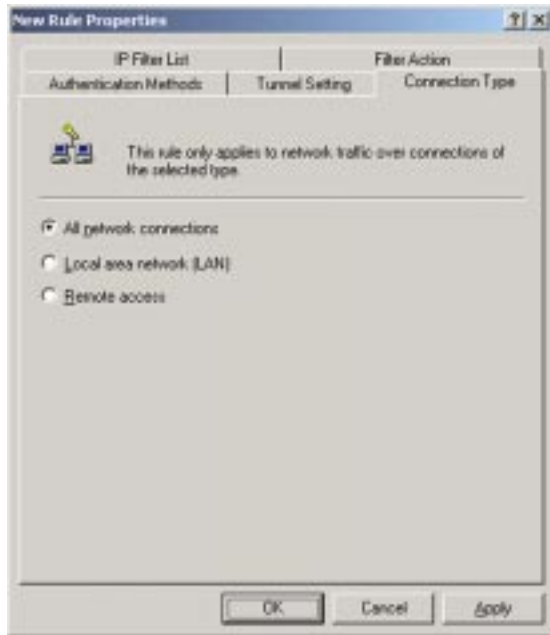 New Rule Properties
IP Filter List
Filter Action
Authentication Methods
Tunnel Setting
Connection Type
This rule only applies to network traffic over connections of
the selected type.
All network connections
Local area network (LAN)
Remote access
OK
Cancel
Apply